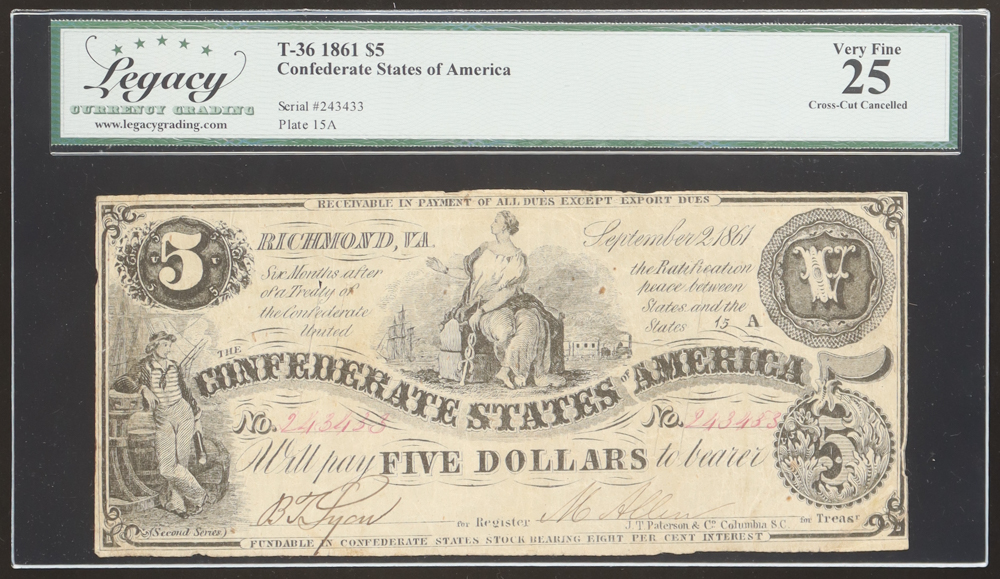 Legacy
CURRENCY GRADING
www.legacygrading.com
T-36 1861 $5
Confederate States of America
Serial #243433
Plate 15A
Very Fine
25
Cross-Cut Cancelled
RECEIVABLE IN PAYMENT OF ALL DUES EXCEPT EXPORT DUES
5
RICHMOND, VA.
September 2 1861
V
Six Months after
the Ratification
of a Treaty of
peace between
the Confederate
States and the
United
States 15 A
THE
CONFEDERATE STATES OF AMERICA
5
No. 243433
No. 243433
Will pay FIVE DOLLARS to bearer
5
for Register
M Allen
for Treasr
J.T. Paterson & Co. Columbia S.C.
(Second Series)
FUNDABLE IN CONFEDERATE STATES STOCK BEARING EIGHT PER CENT INTEREST